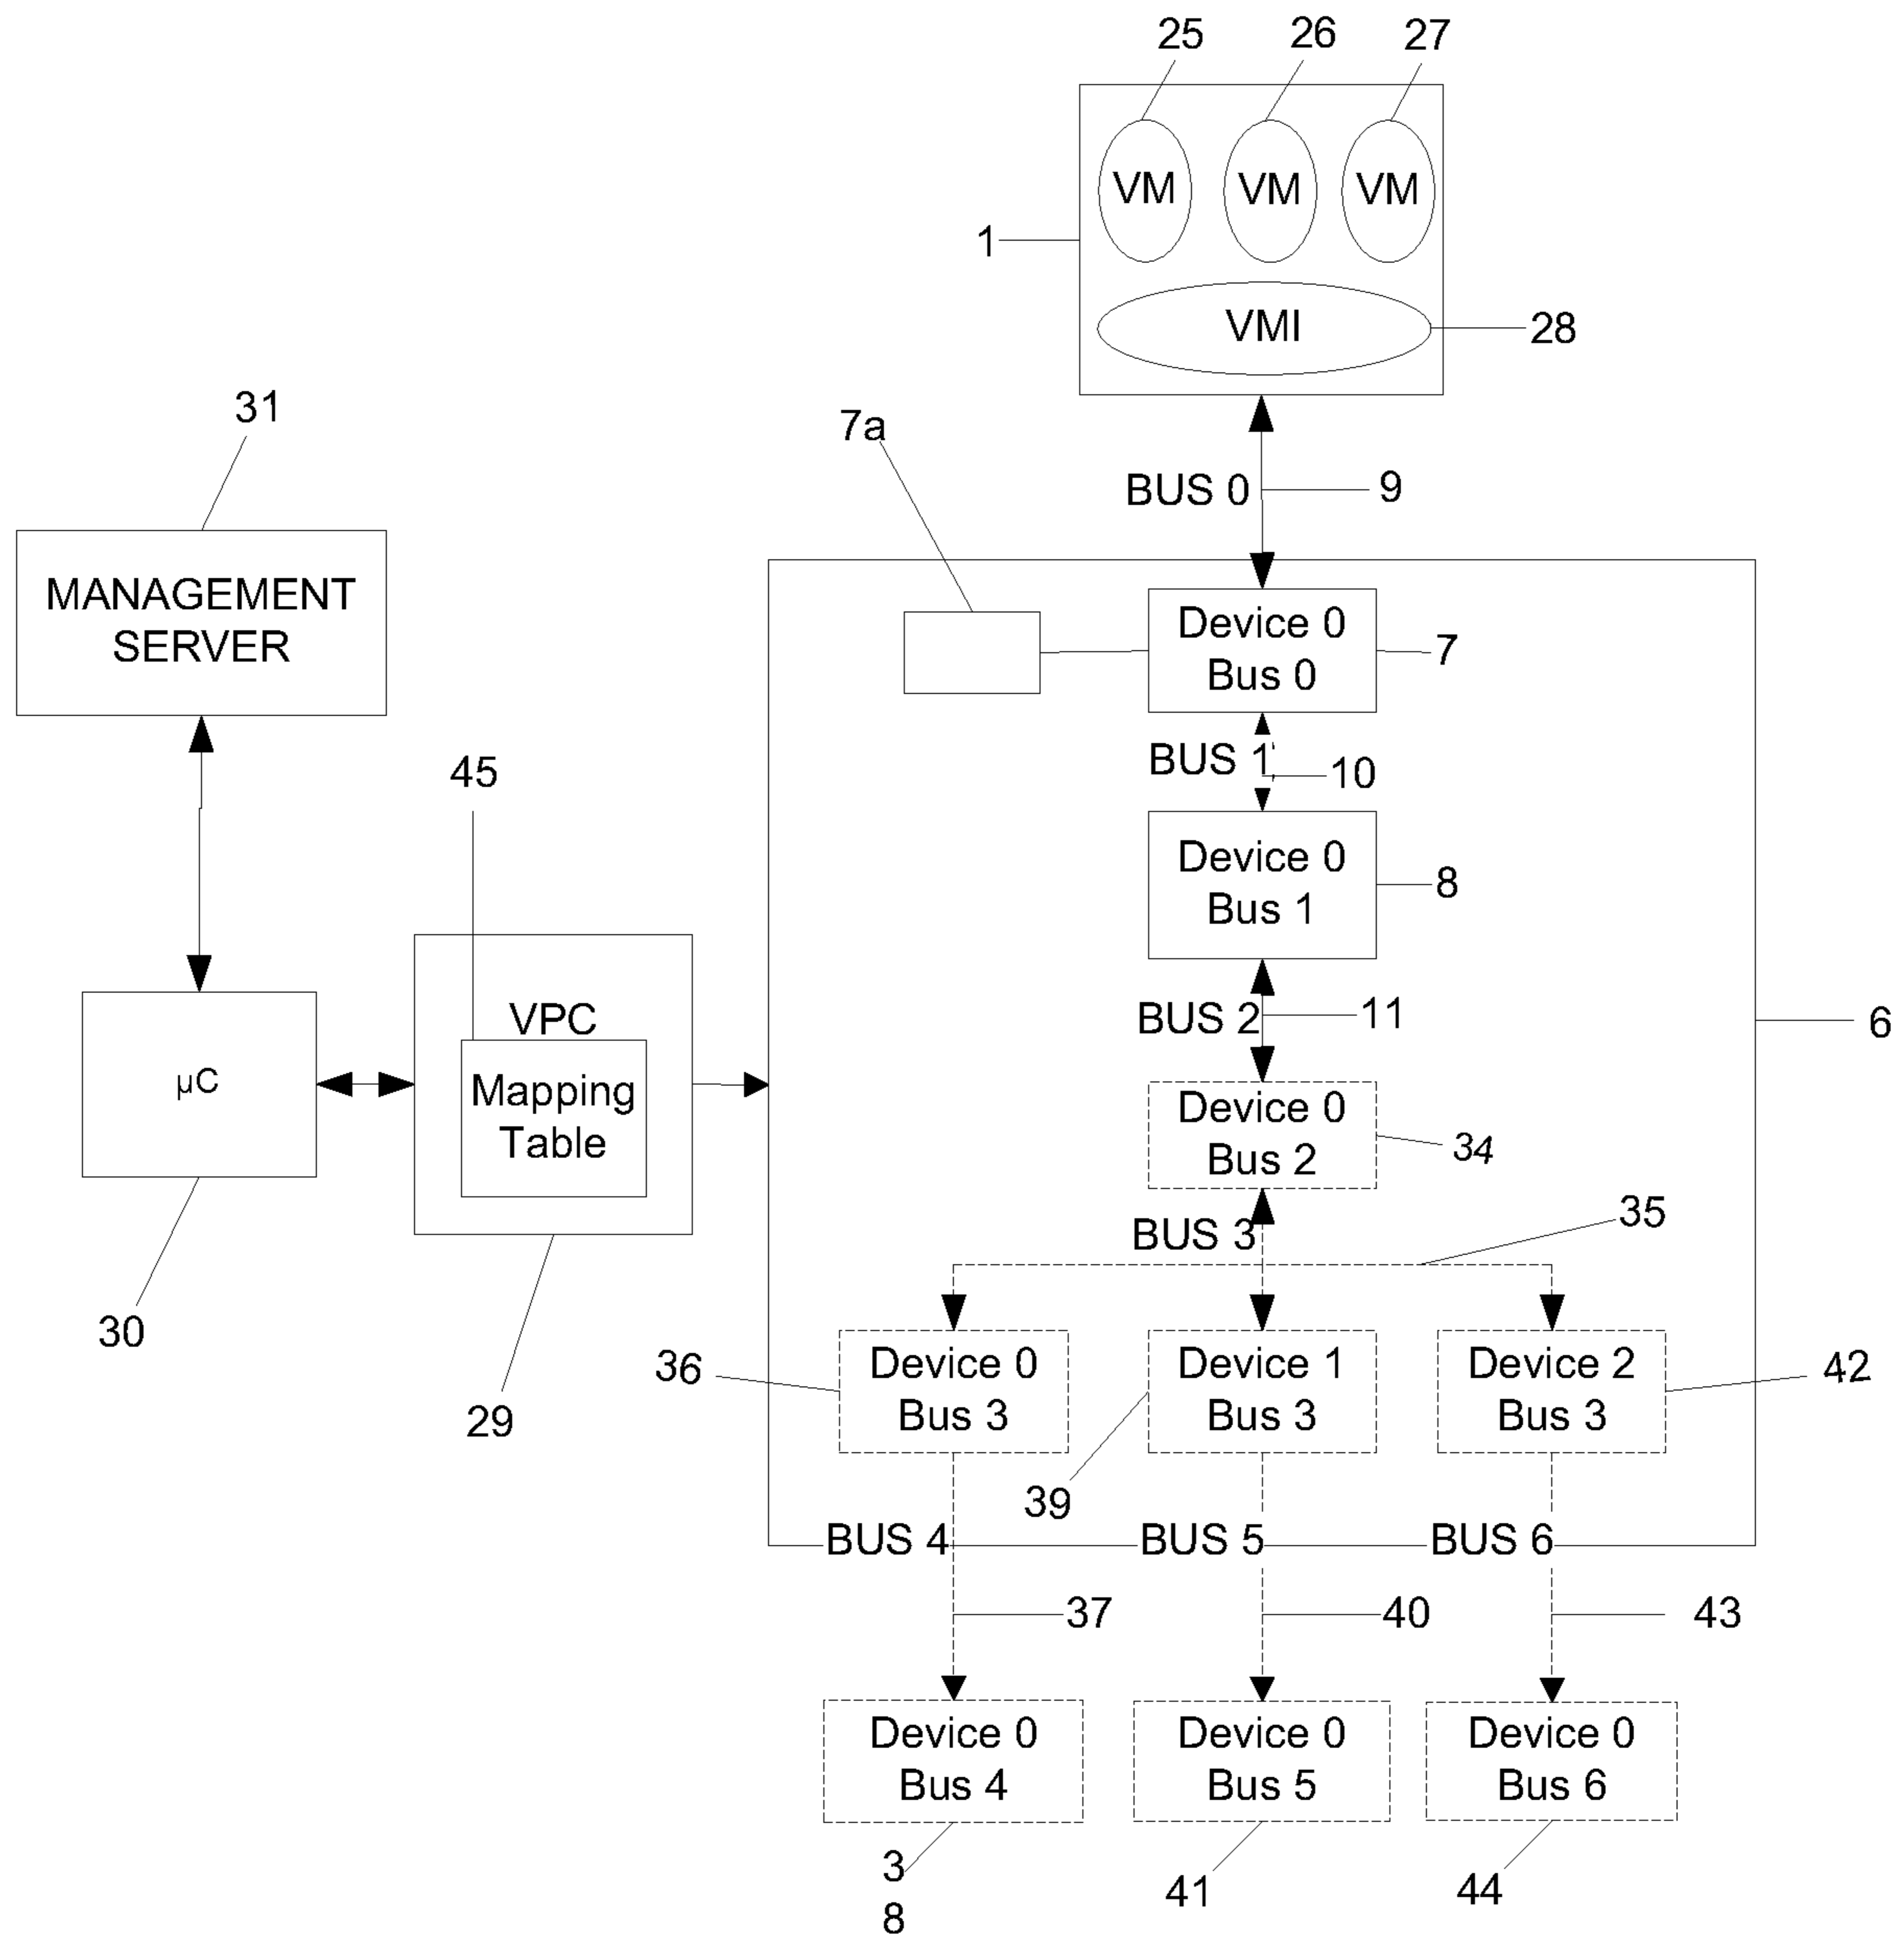 25
26
27
VM
VM
VM
1
VMI
28
31
7a
BUS 0
9
MANAGEMENT
SERVER
Device 0
Bus 0
7
45
BUS 1
10
Device 0
Bus 1
8
VPC
BUS 2
11
6
µC
Mapping
Table
Device 0
Bus 2
34
35
BUS 3
30
29
36
Device 0
Bus 3
Device 1
Bus 3
Device 2
Bus 3
42
39
BUS 4
BUS 5
BUS 6
37
40
43
Device 0
Bus 4
Device 0
Bus 5
Device 0
Bus 6
3
8
41
44